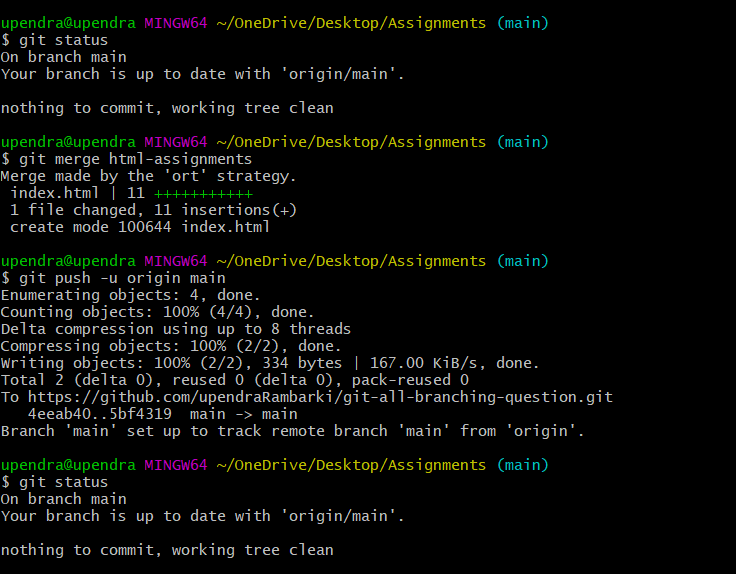 upendra@upendra MINGW64 ~/OneDrive/Desktop/Assignments (main)
$ git status
On branch main
Your branch is up to date with 'origin/main'.
nothing to commit, working tree clean
upendra@upendra MINGW64 ~/OneDrive/Desktop/Assignments (main)
$ git merge html-assignments
Merge made by the 'ort' strategy.
 index.html | 11 +++++++++++
 1 file changed, 11 insertions(+)
 create mode 100644 index.html
upendra@upendra MINGW64 ~/OneDrive/Desktop/Assignments (main)
$ git push -u origin main
Enumerating objects: 4, done.
Counting objects: 100% (4/4), done.
Delta compression using up to 8 threads
Compressing objects: 100% (2/2), done.
Writing objects: 100% (2/2), 334 bytes | 167.00 KiB/s, done.
Total 2 (delta 0), reused 0 (delta 0), pack-reused 0
To https://github.com/upendraRambarki/git-all-branching-question.git
   4eeab40..5bf4319  main -> main
Branch 'main' set up to track remote branch 'main' from 'origin'.
upendra@upendra MINGW64 ~/OneDrive/Desktop/Assignments (main)
$ git status
On branch main
Your branch is up to date with 'origin/main'.
nothing to commit, working tree clean